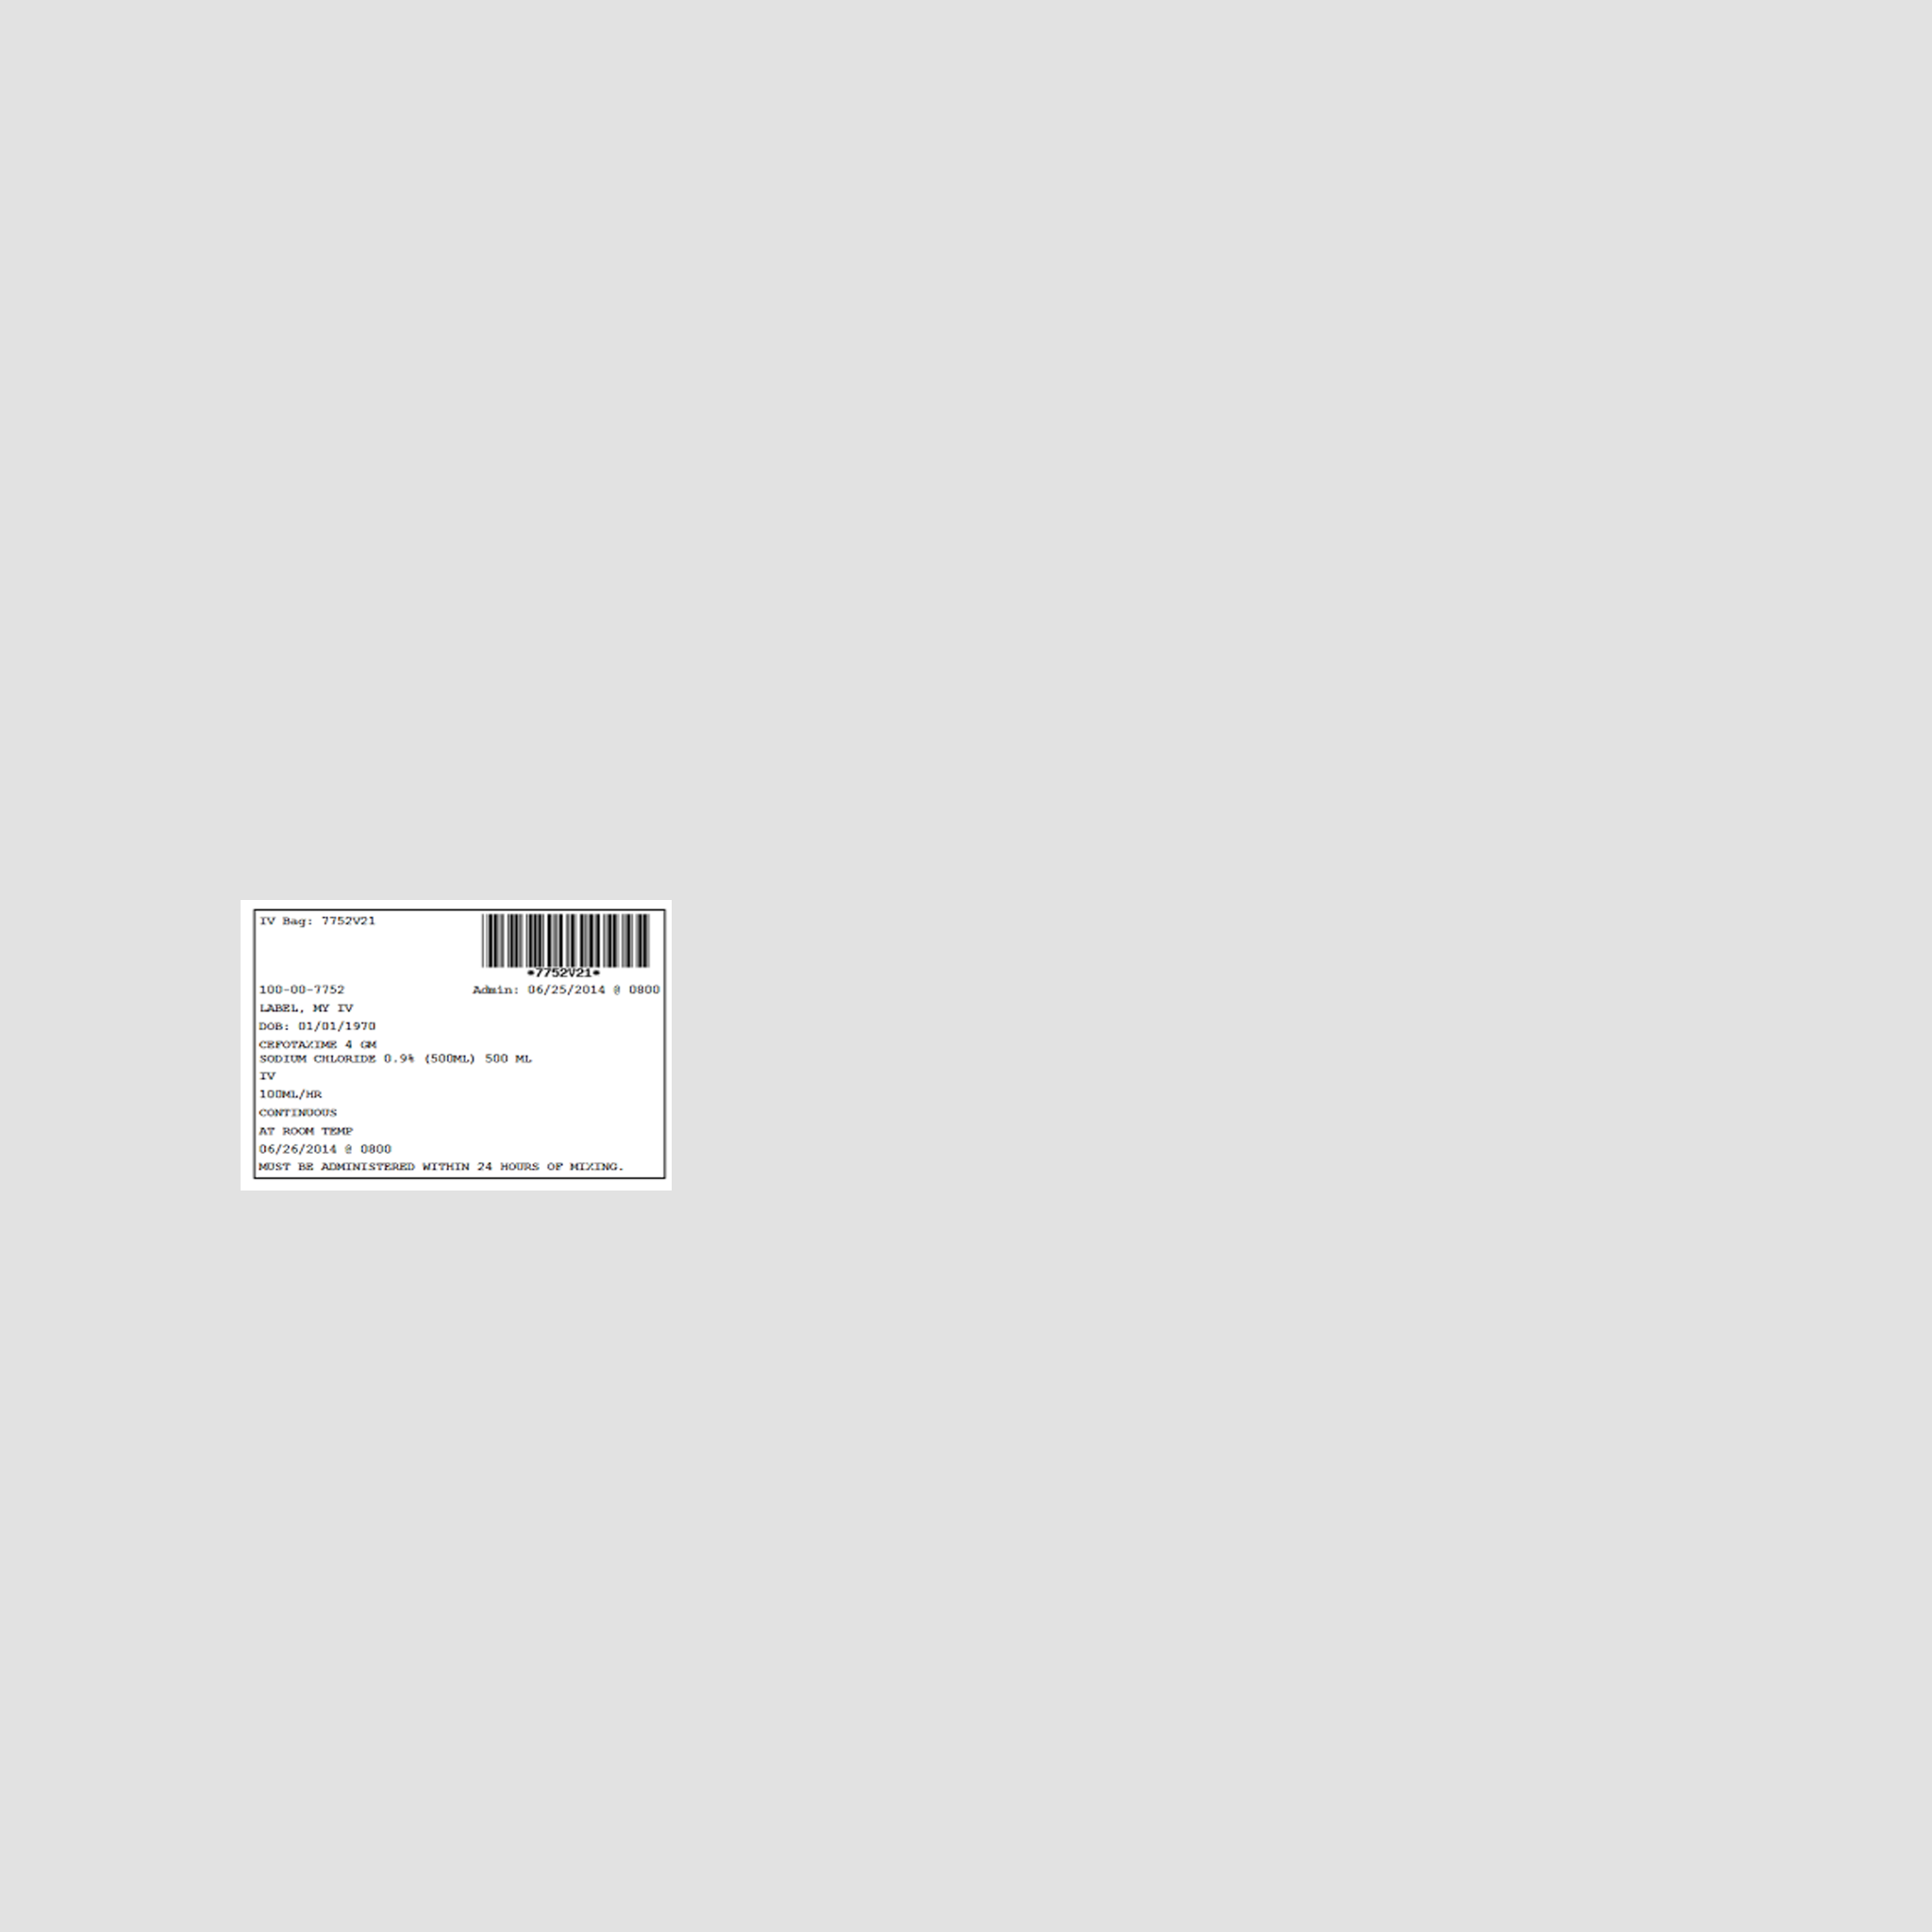 IV Bag: 7752V21
*7752V21*
100-00-7752 Admin: 06/25/2014 @ 0800
LABEL, MY IV
DOB: 01/01/1970
CEFOTAXIME 4 GM
SODIUM CHLORIDE 0.9% (500ML) 500 ML
IV
100ML/HR
CONTINUOUS
AT ROOM TEMP
06/26/2014 @ 0800
MUST BE ADMINISTERED WITHIN 24 HOURS OF MIXING.